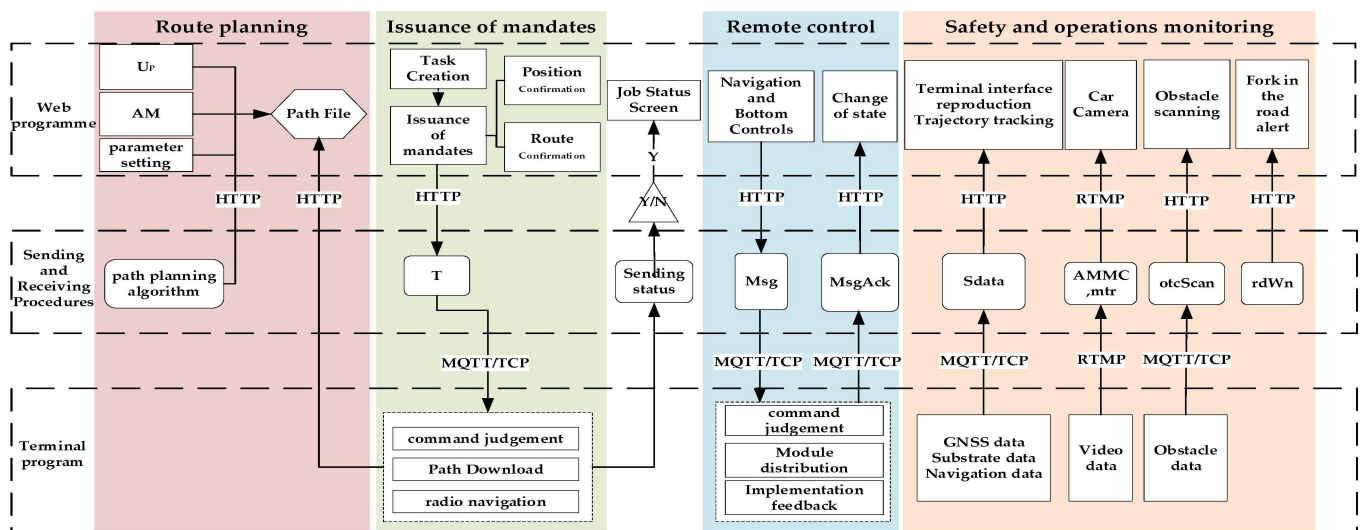 Route planning
Issuance of mandates
Remote control
Safety and operations monitoring
Web
programme
UP
AM
parameter
setting
Path File
HTTP
HTTP
Task
Creation
Issuance
of
mandates
Position
Confirmation
Route
Confirmation
HTTP
Job Status
Screen
Y
Y/N
Navigation
and
Bottom
Controls
Change
of state
HTTP
HTTP
Terminal interface
reproduction
Trajectory tracking
Car
Camera
Obstacle
scanning
Fork in
the
road
alert
HTTP
RTMP
HTTP
HTTP
Sending
and
Receiving
Procedures
path planning
algorithm
T
Sending
status
Msg
MsgAck
Sdata
AMMC
,mtr
otcScan
rdWn
MQTT/TCP
MQTT/TCP
MQTT/TCP
MQTT/TCP
RTMP
MQTT/TCP
Terminal
program
command judgement
Path Download
radio navigation
command
judgement
Module
distribution
Implementation
feedback
GNSS data
Substrate data
Navigation data
Video
data
Obstacle
data